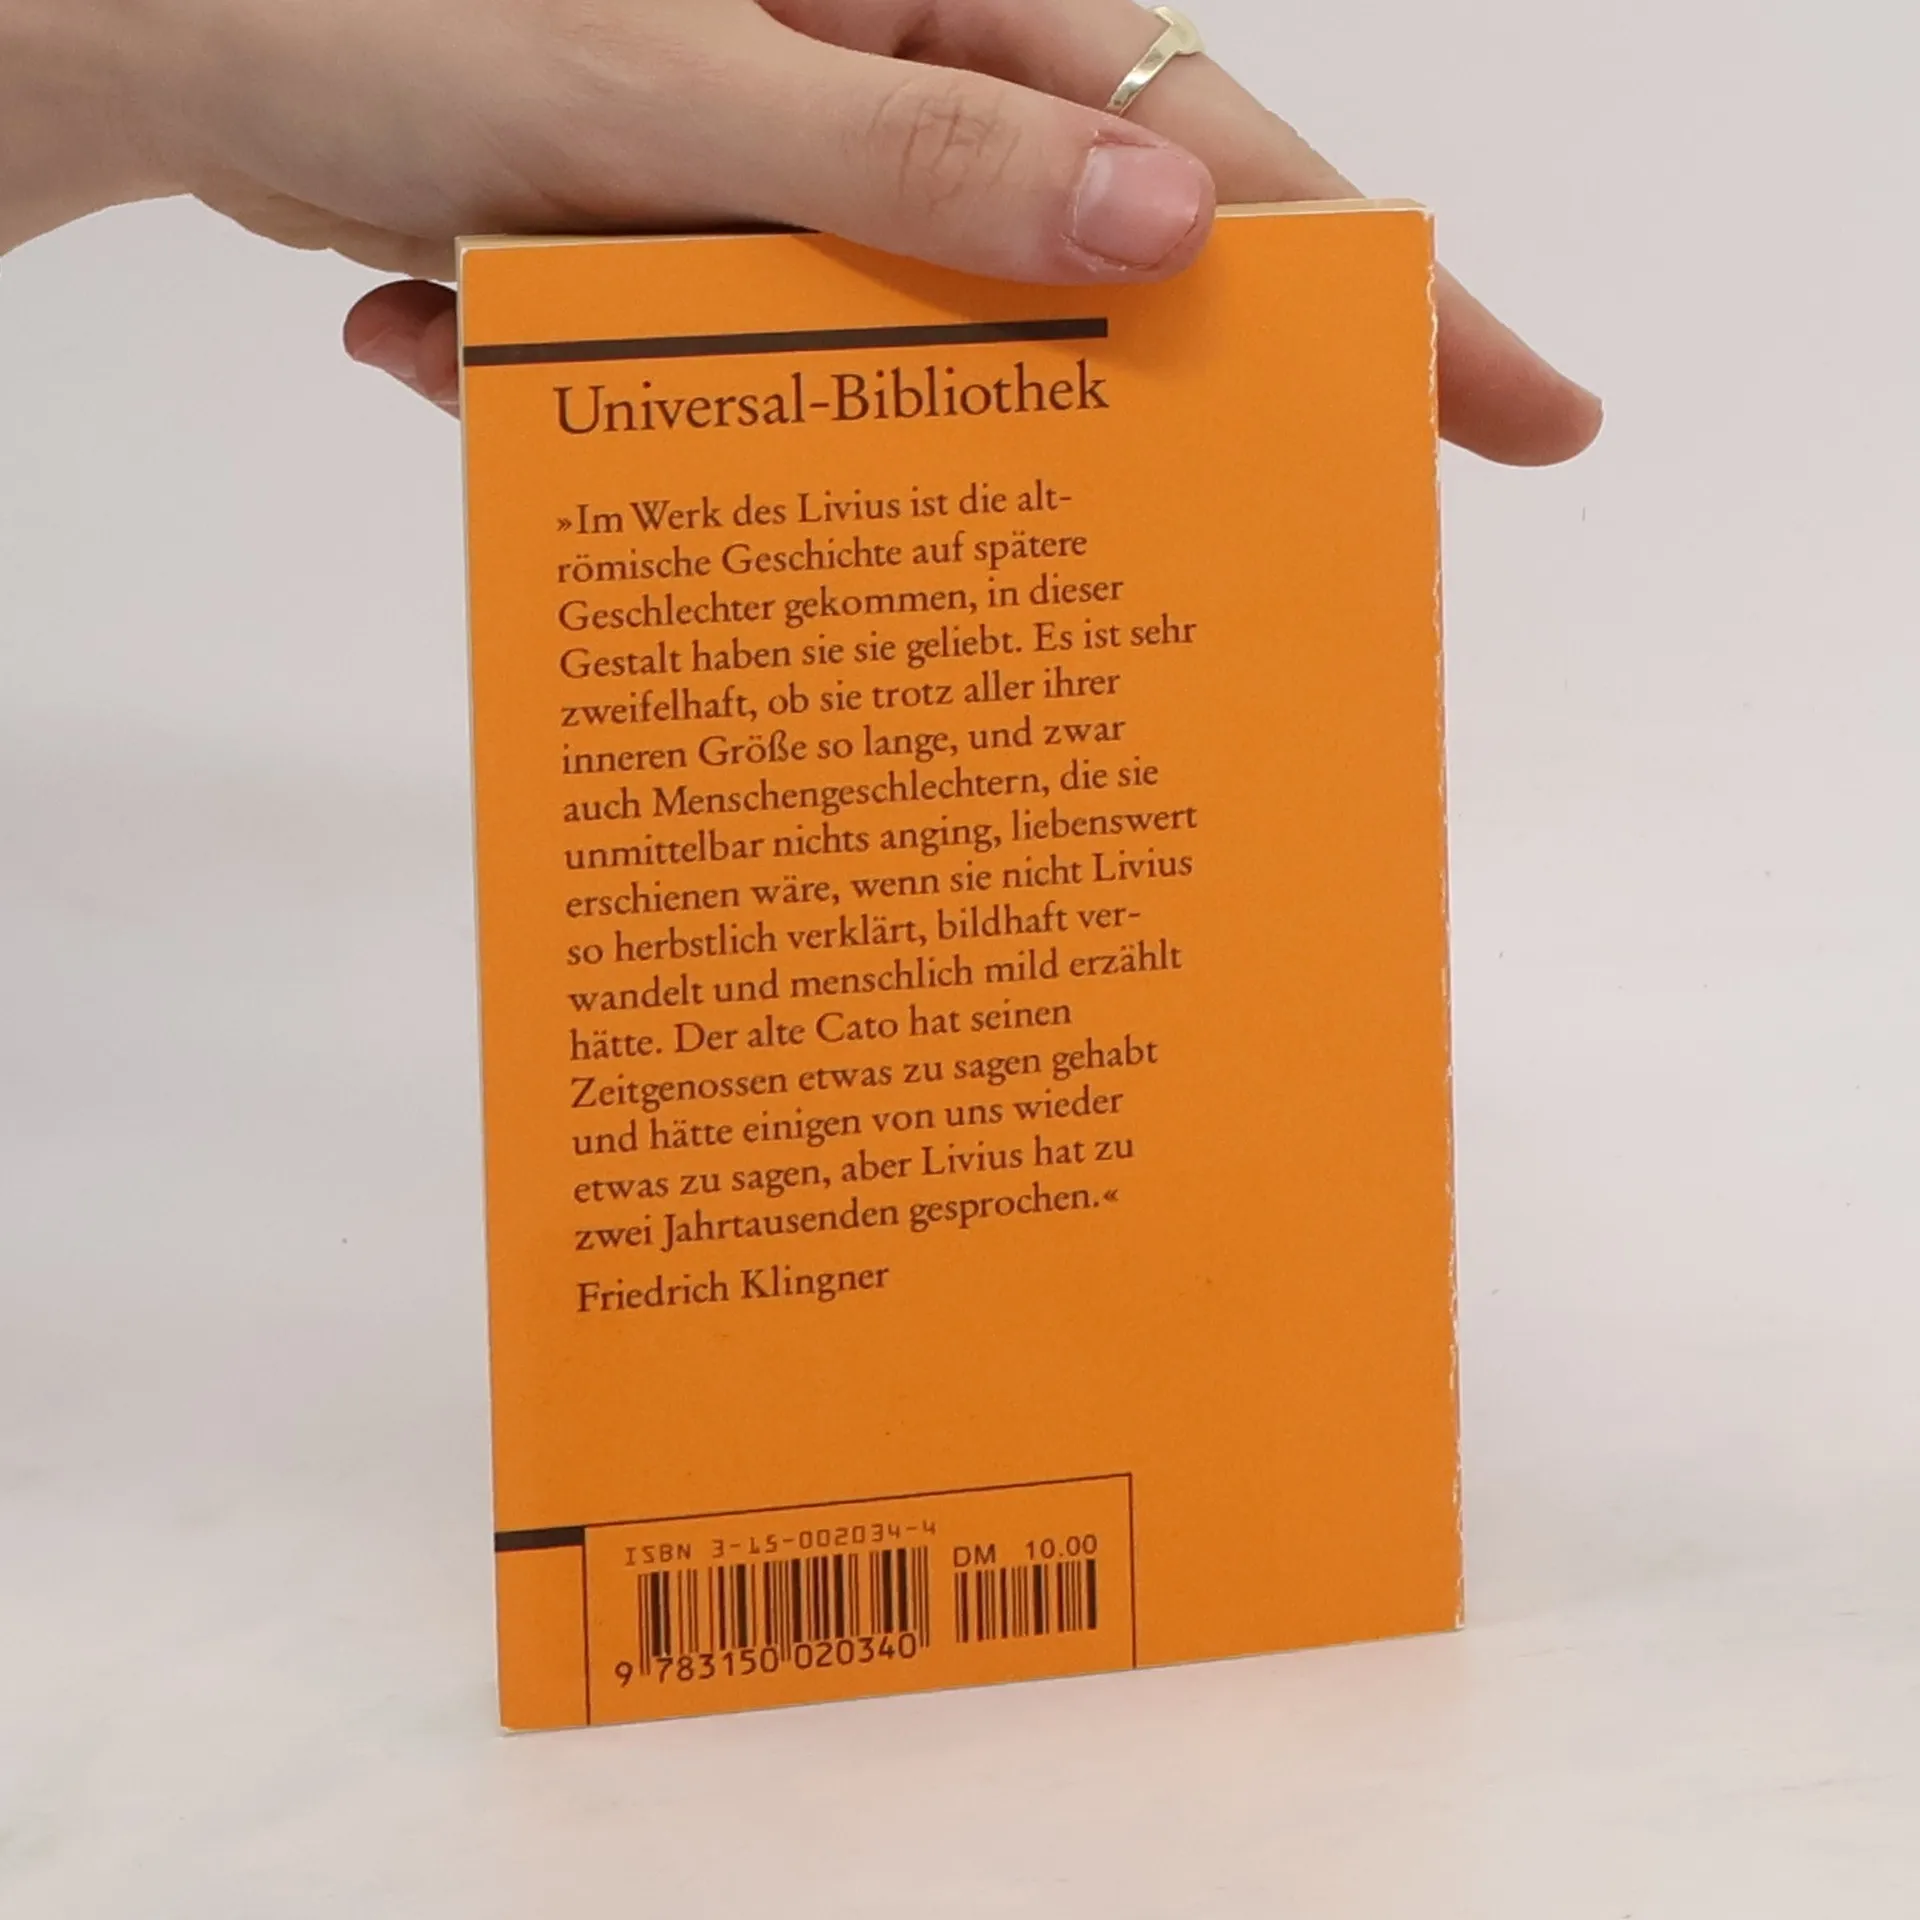 Universal-Bibliothek
»Im Werk des Livius ist die alt-
römische Geschichte auf spätere
Geschlechter gekommen, in dieser
Gestalt haben sie sie geliebt. Es ist sehr
zweifelhaft, ob sie trotz aller ihrer
inneren Größe so lange, und zwar
auch Menschengeschlechtern, die sie
unmittelbar nichts anging, liebenswert
erschienen wäre, wenn sie nicht Livius
so herbstlich verklärt, bildhaft ver-
wandelt und menschlich mild erzählt
hätte. Der alte Cato hat seinen
Zeitgenossen etwas zu sagen gehabt
und hätte einigen von uns wieder
etwas zu sagen, aber Livius hat zu
zwei Jahrtausenden gesprochen.«
Friedrich Klingner
ISBN 3-15-002034-4
DM 10.00
9 783150 020340